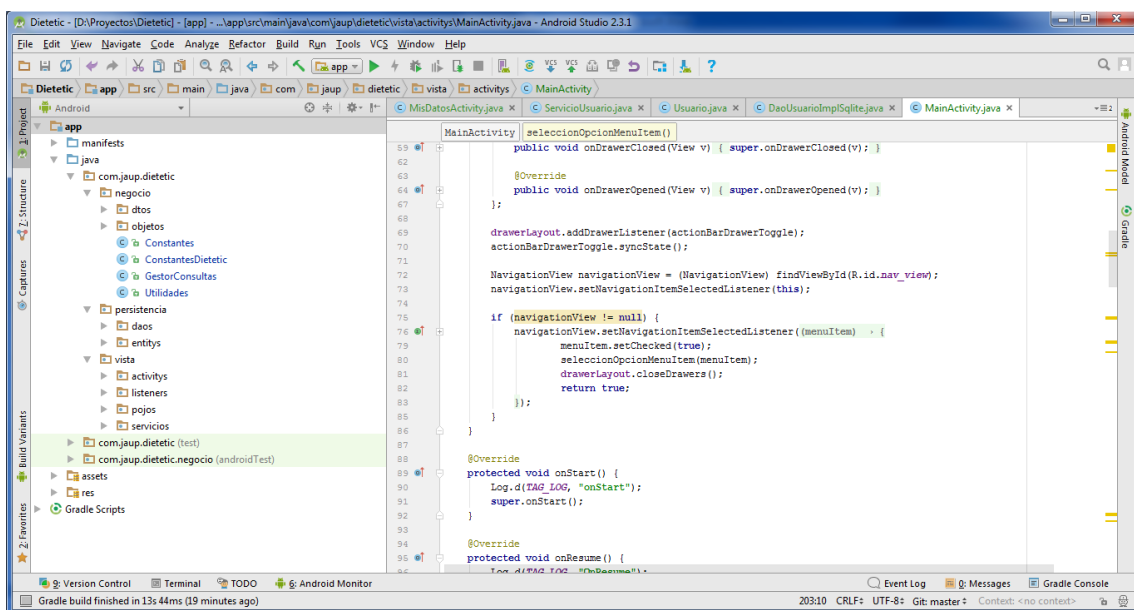 Dietetic - [D:\Proyectos\Dietetic] - [app] - ...\app\src\main\java\com\jaup\dietetic\vista\activitys\MainActivity.java - Android Studio 2.3.1
File Edit View Navigate Code Analyze Refactor Build Run Tools VCS Window Help
app
VCS VCS
Dietetic app src main java com jaup dietetic vista activitys MainActivity
Android
MisDatosActivity.java × ServicioUsuario.java × Usuario.java × DaoUsuarioImplSqlite.java × MainActivity.java ×
MainActivity seleccionOpcionMenuItem()
1: Project
Z: Structure
Captures
Build Variants
2: Favorites
app
manifests
java
com.jaup.dietetic
negocio
dtos
objetos
Constantes
ConstantesDietetic
GestorConsultas
Utilidades
persistencia
daos
entitys
vista
activitys
listeners
pojos
servicios
com.jaup.dietetic (test)
com.jaup.dietetic.negocio (androidTest)
assets
res
Gradle Scripts
59 public void onDrawerClosed(View v) { super.onDrawerClosed(v); }
62
63 @Override
64 public void onDrawerOpened(View v) { super.onDrawerOpened(v); }
67 };
68
69 drawerLayout.addDrawerListener(actionBarDrawerToggle);
70 actionBarDrawerToggle.syncState();
71
72 NavigationView navigationView = (NavigationView) findViewById(R.id.nav_view);
73 navigationView.setNavigationItemSelectedListener(this);
74
75 if (navigationView != null) {
76 navigationView.setNavigationItemSelectedListener((menuItem) → {
79 menuItem.setChecked(true);
80 seleccionOpcionMenuItem(menuItem);
81 drawerLayout.closeDrawers();
82 return true;
83 });
85 }
86 }
87
88 @Override
89 protected void onStart() {
90 Log.d(TAG_LOG, "onStart");
91 super.onStart();
92 }
93
94 @Override
95 protected void onResume() {
96 Log.d(TAG_LOG, "OnResume");
Android Model
Gradle
9: Version Control Terminal TODO 6: Android Monitor Event Log 0: Messages Gradle Console
Gradle build finished in 13s 44ms (19 minutes ago) 203:10 CRLF UTF-8 Git: master Context: <no context>